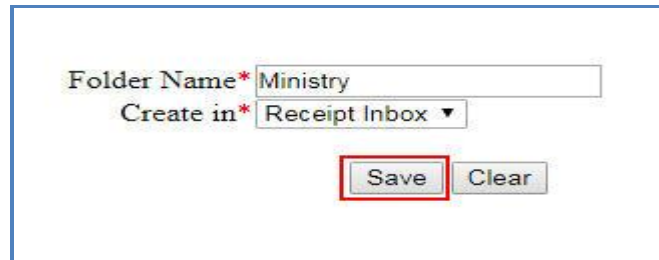 Folder Name* Ministry
Create in* Receipt Inbox ▼
Save Clear